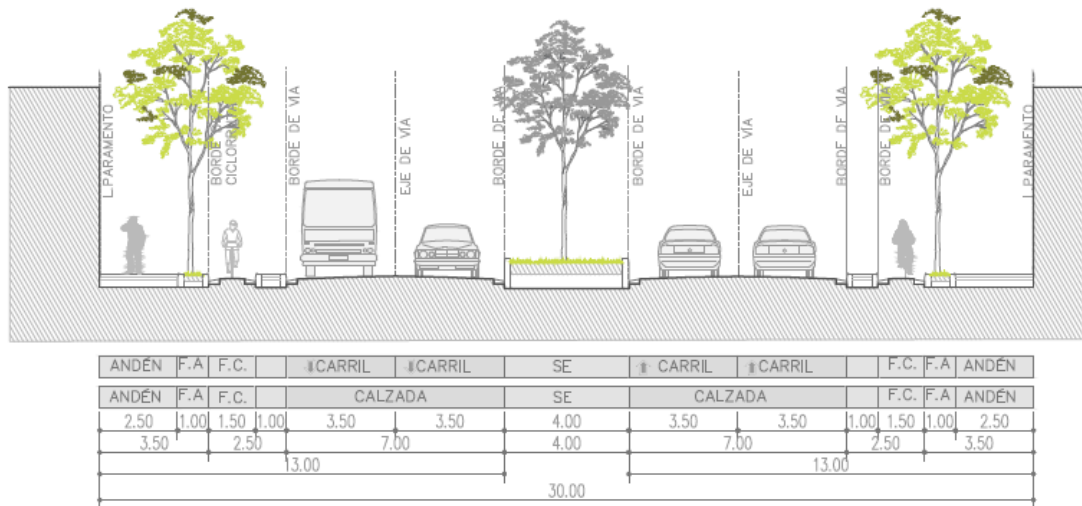 L.PARAMENTO
BORDE
CICLORRUTA
BORDE DE VIA
EJE DE VÍA
BORDE DE VIA
BORDE DE VIA
EJE DE VÍA
BORDE DE VIA
BORDE DE VIA
L.PARAMENTO
ANDÉN F.A F.C. CARRIL CARRIL SE CARRIL CARRIL F.C. F.A ANDÉN
ANDÉN F.A F.C. CALZADA SE CALZADA F.C. F.A ANDÉN
2.50 1.00 1.50 1.00 3.50 3.50 4.00 3.50 3.50 1.00 1.50 1.00 2.50
3.50 2.50 7.00 4.00 7.00 2.50 3.50
13.00 13.00
30.00